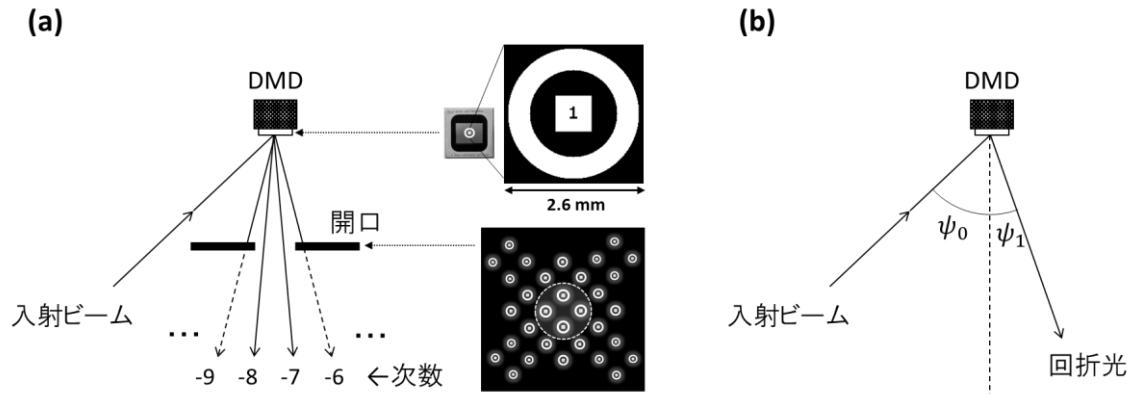 (a)
DMD
1
2.6 mm
開口
入射ビーム
... ...
-9 -8 -7 -6 ←次数
(b)
DMD
ψ0 ψ1
入射ビーム
回折光